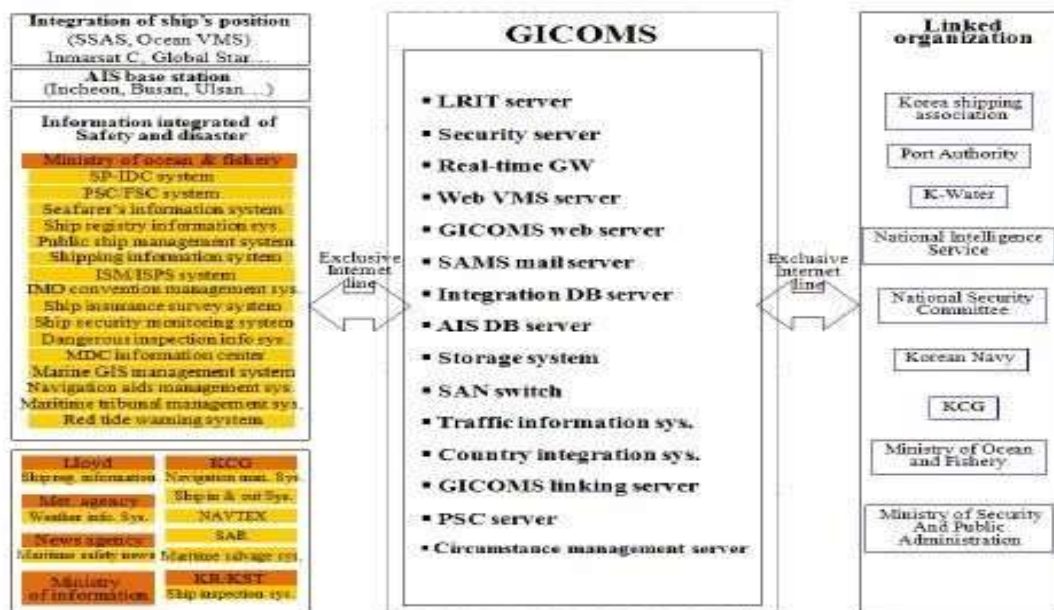 Integration of ship's position
(SSAS, Ocean VMS)
Inmarsat C, Global Star...
AIS base station
(Incheon, Busan, Ulsan...)
Information integrated of
Safety and disaster
Ministry of ocean & fishery
SP-IDC system
PSC/FSC system
Seafarer's information system
Ship registry information sys.
Public ship management system
Shipping information system
ISM/ISPS system
IMO convention management sys.
Ship insurance survey system
Ship security monitoring system
Dangerous inspection info sys.
MDC information center
Marine GIS management system
Navigation aids management sys.
Maritime tribunal management sys.
Red tide warning system
Lloyd
Ship reg. information
Met. agency
Weather info. Sys.
News agency
Maritime safety news
Ministry
of information
KCG
Navigation mat. Sys.
Ship in & out Sys.
NAVTEX
SAR
Maritime salvage sys.
KR-KST
Ship inspection sys.
Exclusive
Internet
line
GICOMS
▪ LRIT server
▪ Security server
▪ Real-time GW
▪ Web VMS server
▪ GICOMS web server
▪ SAMS mail server
▪ Integration DB server
▪ AIS DB server
▪ Storage system
▪ SAN switch
▪ Traffic information sys.
▪ Country integration sys.
▪ GICOMS linking server
▪ PSC server
▪ Circumstance management server
Exclusive
Internet
line
Linked
organization
Korea shipping
association
Port Authority
K-Water
National Intelligence
Service
National Security
Committee
Korean Navy
KCG
Ministry of Ocean
and Fishery
Ministry of Security
And Public
Administration